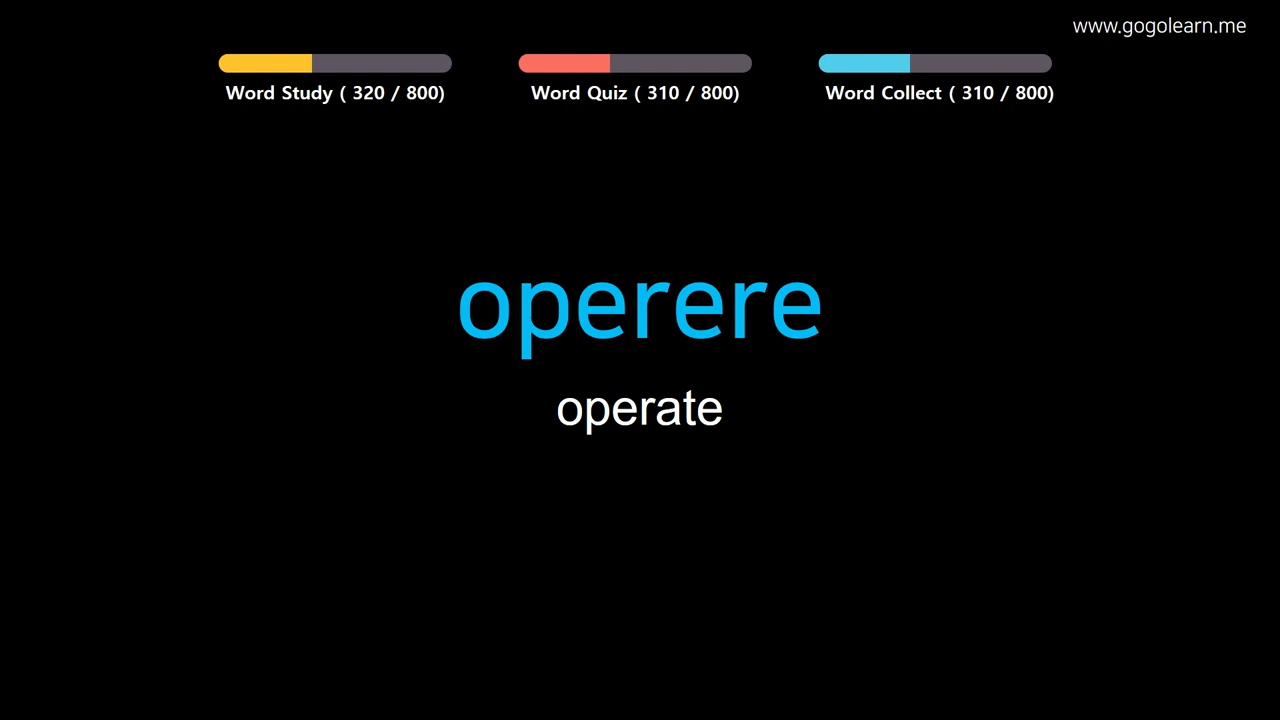 www.gogolearn.me
Word Study ( 320 / 800)
Word Quiz ( 310 / 800)
Word Collect ( 310 / 800)
operere
operate